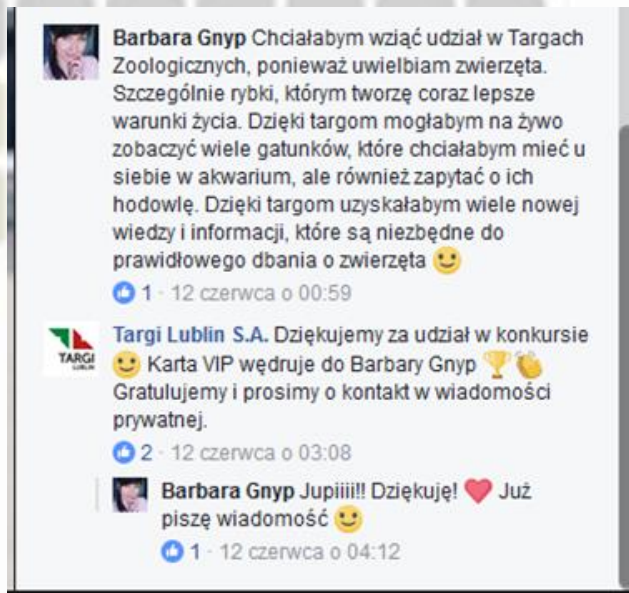 Barbara Gnyp Chciałabym wziąć udział w Targach
Zoologicznych, ponieważ uwielbiam zwierzęta.
Szczególnie rybki, którym tworzę coraz lepsze
warunki życia. Dzięki targom mogłabym na żywo
zobaczyć wiele gatunków, które chciałabym mieć u
siebie w akwarium, ale również zapytać o ich
hodowlę. Dzięki targom uzyskałabym wiele nowej
wiedzy i informacji, które są niezbędne do
prawidłowego dbania o zwierzęta 🙂
1 · 12 czerwca o 00:59
TARGI
LUBLIN
Targi Lublin S.A. Dziękujemy za udział w konkursie
🙂 Karta VIP wędruje do Barbary Gnyp 🏆👏
Gratulujemy i prosimy o kontakt w wiadomości
prywatnej.
2 · 12 czerwca o 03:08
Barbara Gnyp Jupiiii!! Dziękuję! ❤ Już
piszę wiadomość 🙂
1 · 12 czerwca o 04:12